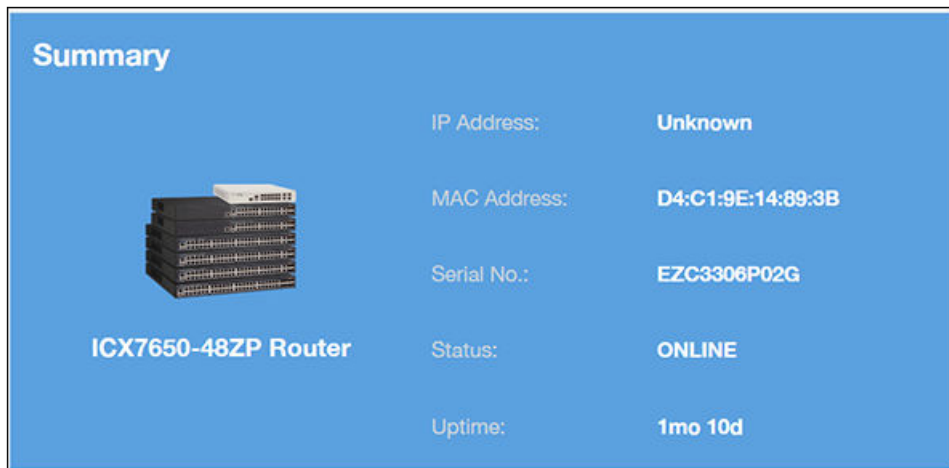 Summary
IP Address: Unknown
MAC Address: D4:C1:9E:14:89:3B
Serial No.: EZC3306P02G
ICX7650-48ZP Router
Status: ONLINE
Uptime: 1mo 10d